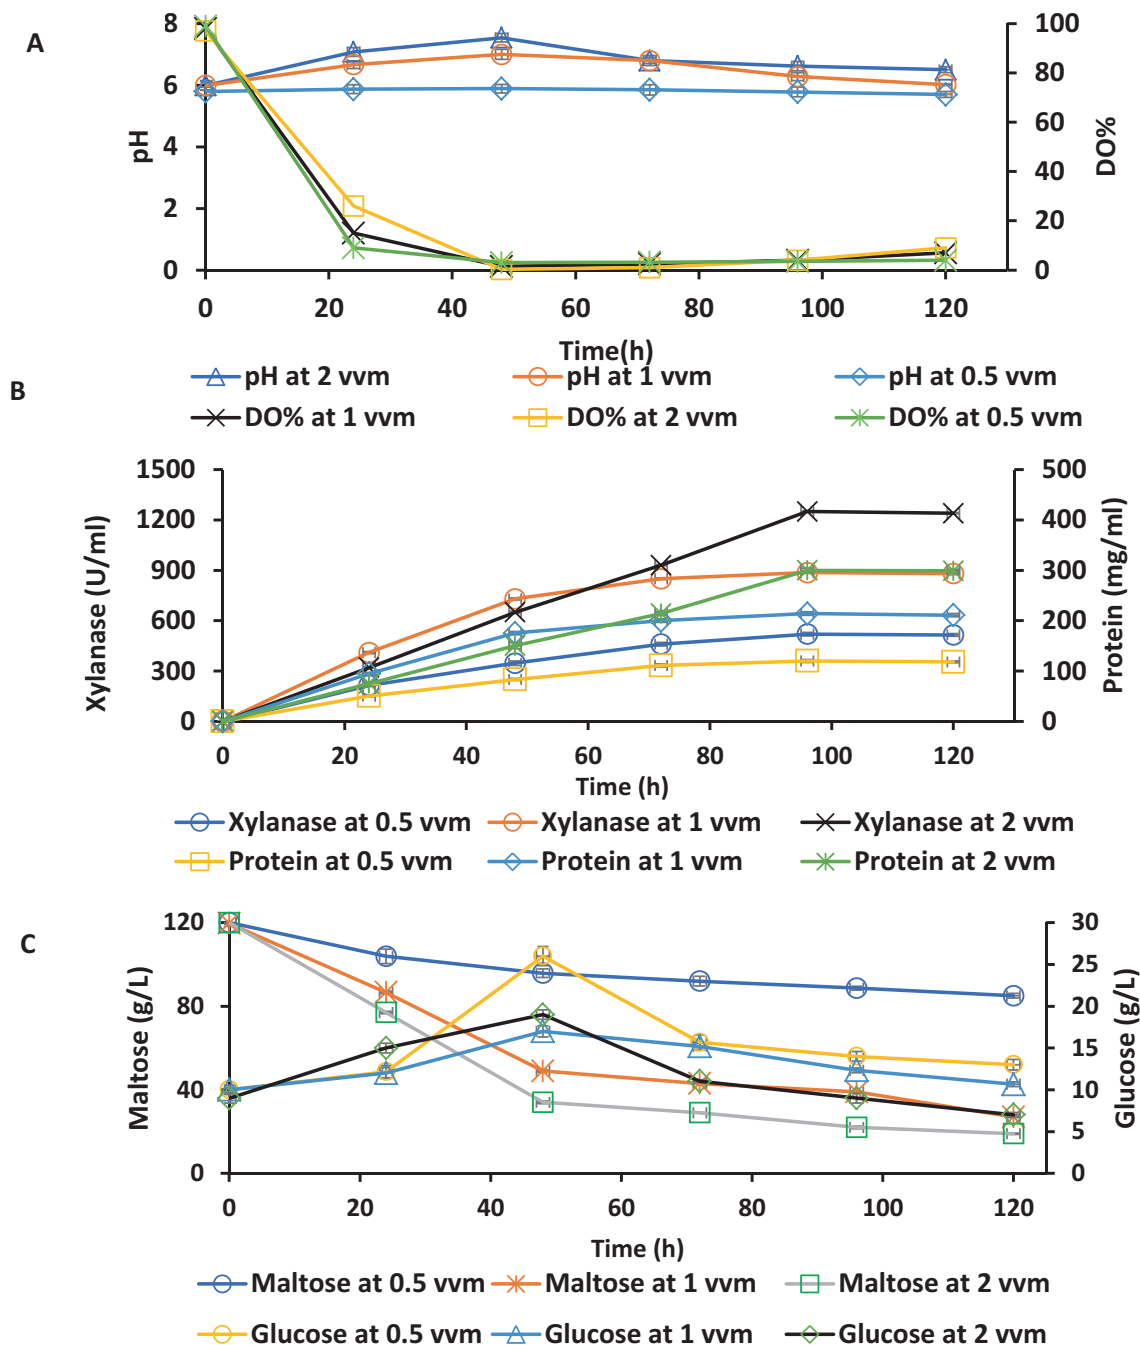 A
8
6
4
2
0
pH
100
80
60
40
20
0
DO%
0 20 40 60 80 100 120
Time(h)
pH at 2 vvm pH at 1 vvm pH at 0.5 vvm
DO% at 1 vvm DO% at 2 vvm DO% at 0.5 vvm
B
1500
1200
900
600
300
0
Xylanase (U/ml)
500
400
300
200
100
0
Protein (mg/ml)
0 20 40 60 80 100 120
Time (h)
Xylanase at 0.5 vvm Xylanase at 1 vvm Xylanase at 2 vvm
Protein at 0.5 vvm Protein at 1 vvm Protein at 2 vvm
C
120
80
40
0
Maltose (g/L)
30
25
20
15
10
5
0
Glucose (g/L)
0 20 40 60 80 100 120
Time (h)
Maltose at 0.5 vvm Maltose at 1 vvm Maltose at 2 vvm
Glucose at 0.5 vvm Glucose at 1 vvm Glucose at 2 vvm